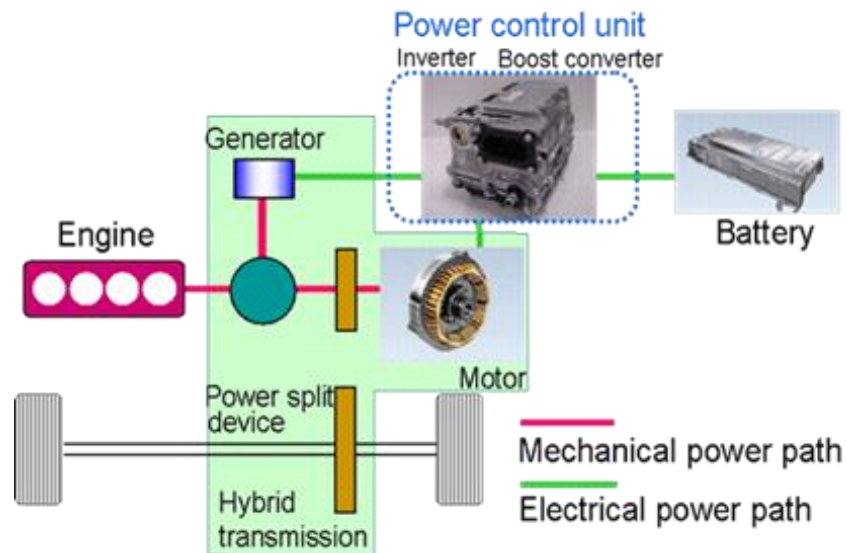 Power control unit
Inverter Boost converter
Generator
Engine
Battery
Motor
Power split
device
Mechanical power path
Electrical power path
Hybrid
transmission